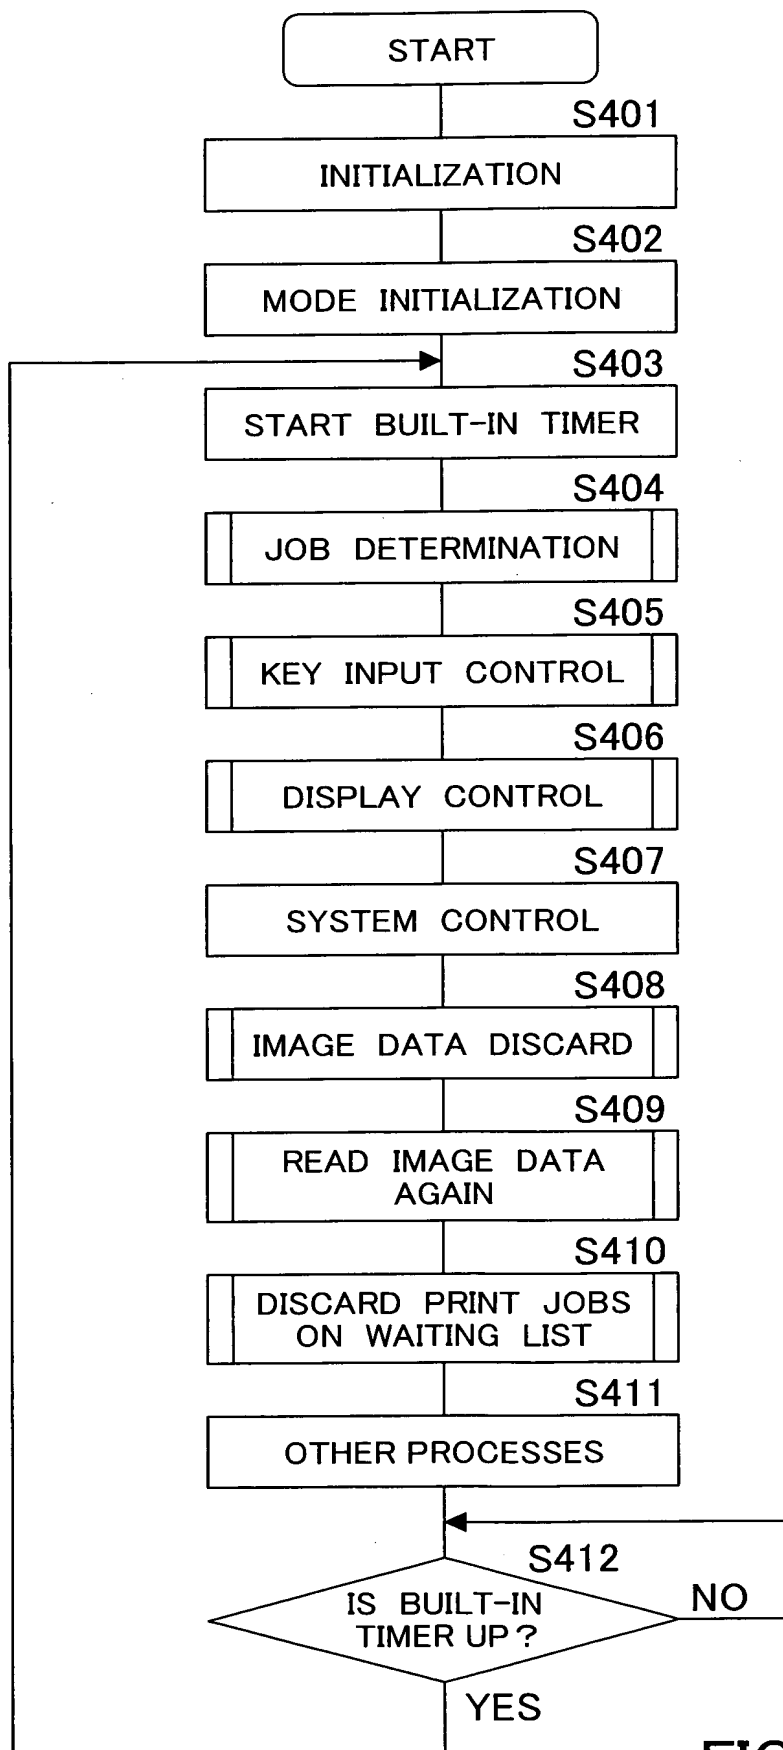 START
S401
INITIALIZATION
S402
MODE INITIALIZATION
S403
START BUILT-IN TIMER
S404
JOB DETERMINATION
S405
KEY INPUT CONTROL
S406
DISPLAY CONTROL
S407
SYSTEM CONTROL
S408
IMAGE DATA DISCARD
S409
READ IMAGE DATA
AGAIN
S410
DISCARD PRINT JOBS
ON WAITING LIST
S411
OTHER PROCESSES
S412
IS BUILT-IN
TIMER UP?
NO
YES